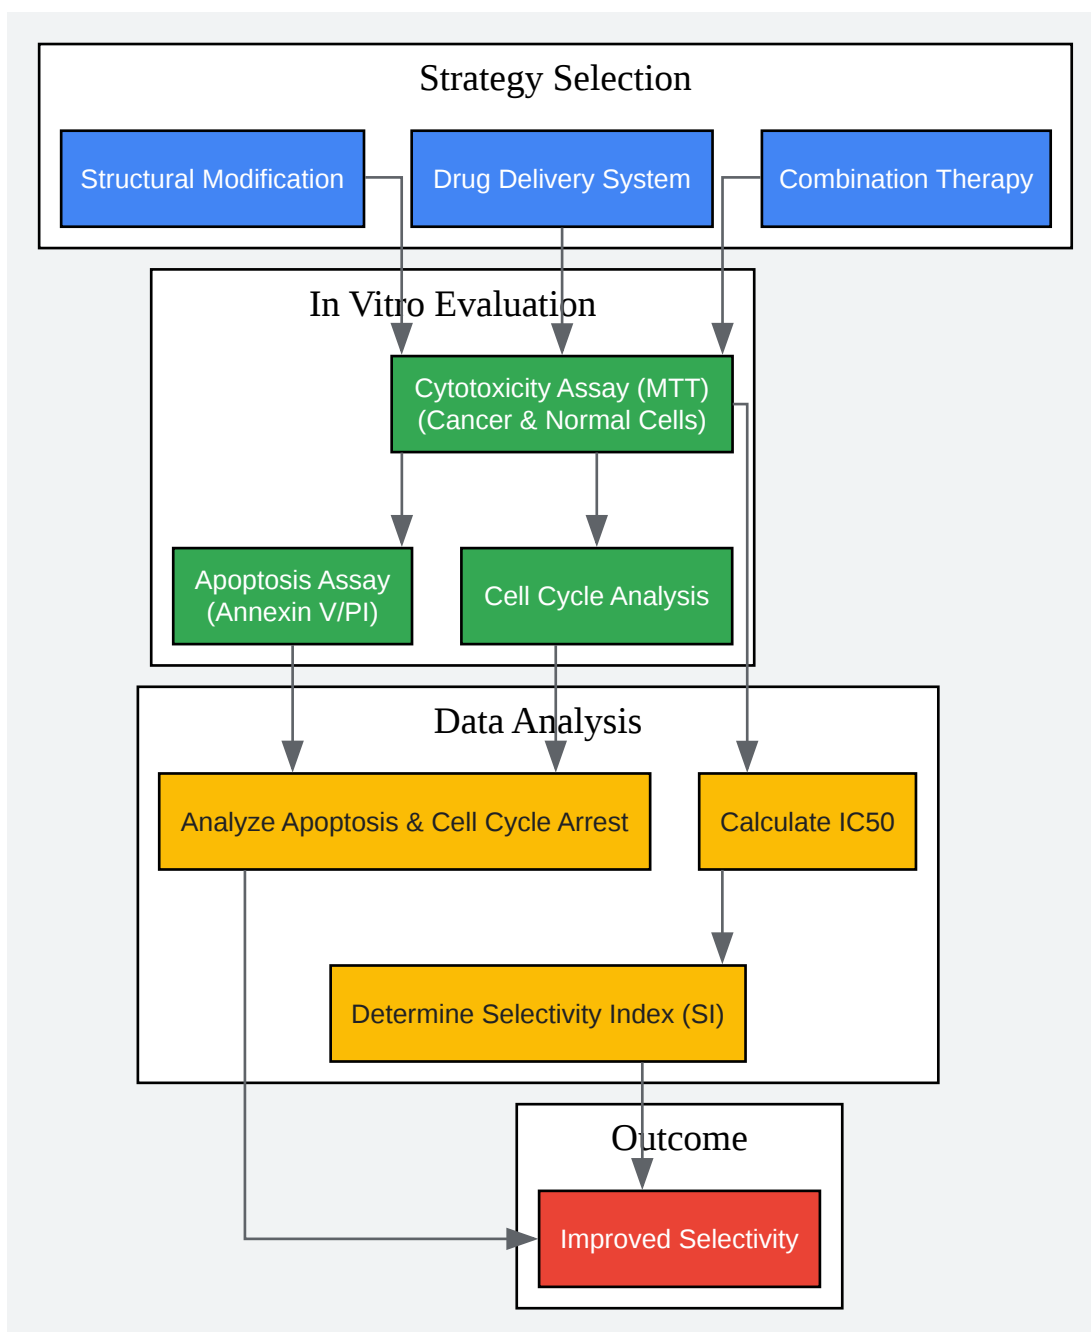 Strategy Selection
Structural Modification
Drug Delivery System
Combination Therapy
In Vitro Evaluation
Cytotoxicity Assay (MTT)
(Cancer & Normal Cells)
Apoptosis Assay
(Annexin V/PI)
Cell Cycle Analysis
Data Analysis
Analyze Apoptosis & Cell Cycle Arrest
Calculate IC50
Determine Selectivity Index (SI)
Outcome
Improved Selectivity